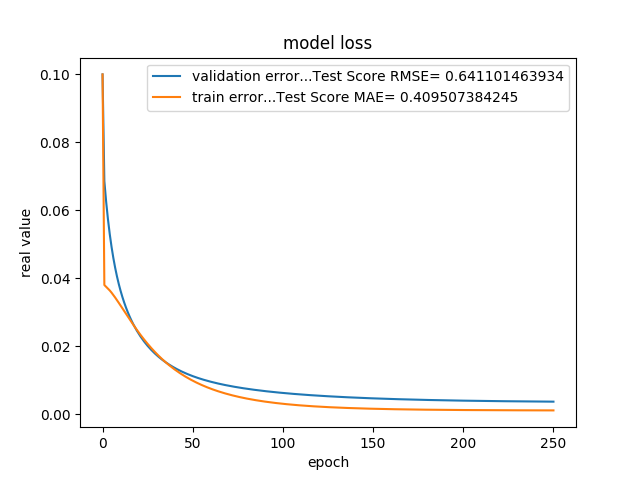 model loss
validation error...Test Score RMSE= 0.641101463934
train error...Test Score MAE= 0.409507384245
0.10
0.08
0.06
0.04
0.02
0.00
real value
0 50 100 150 200 250
epoch